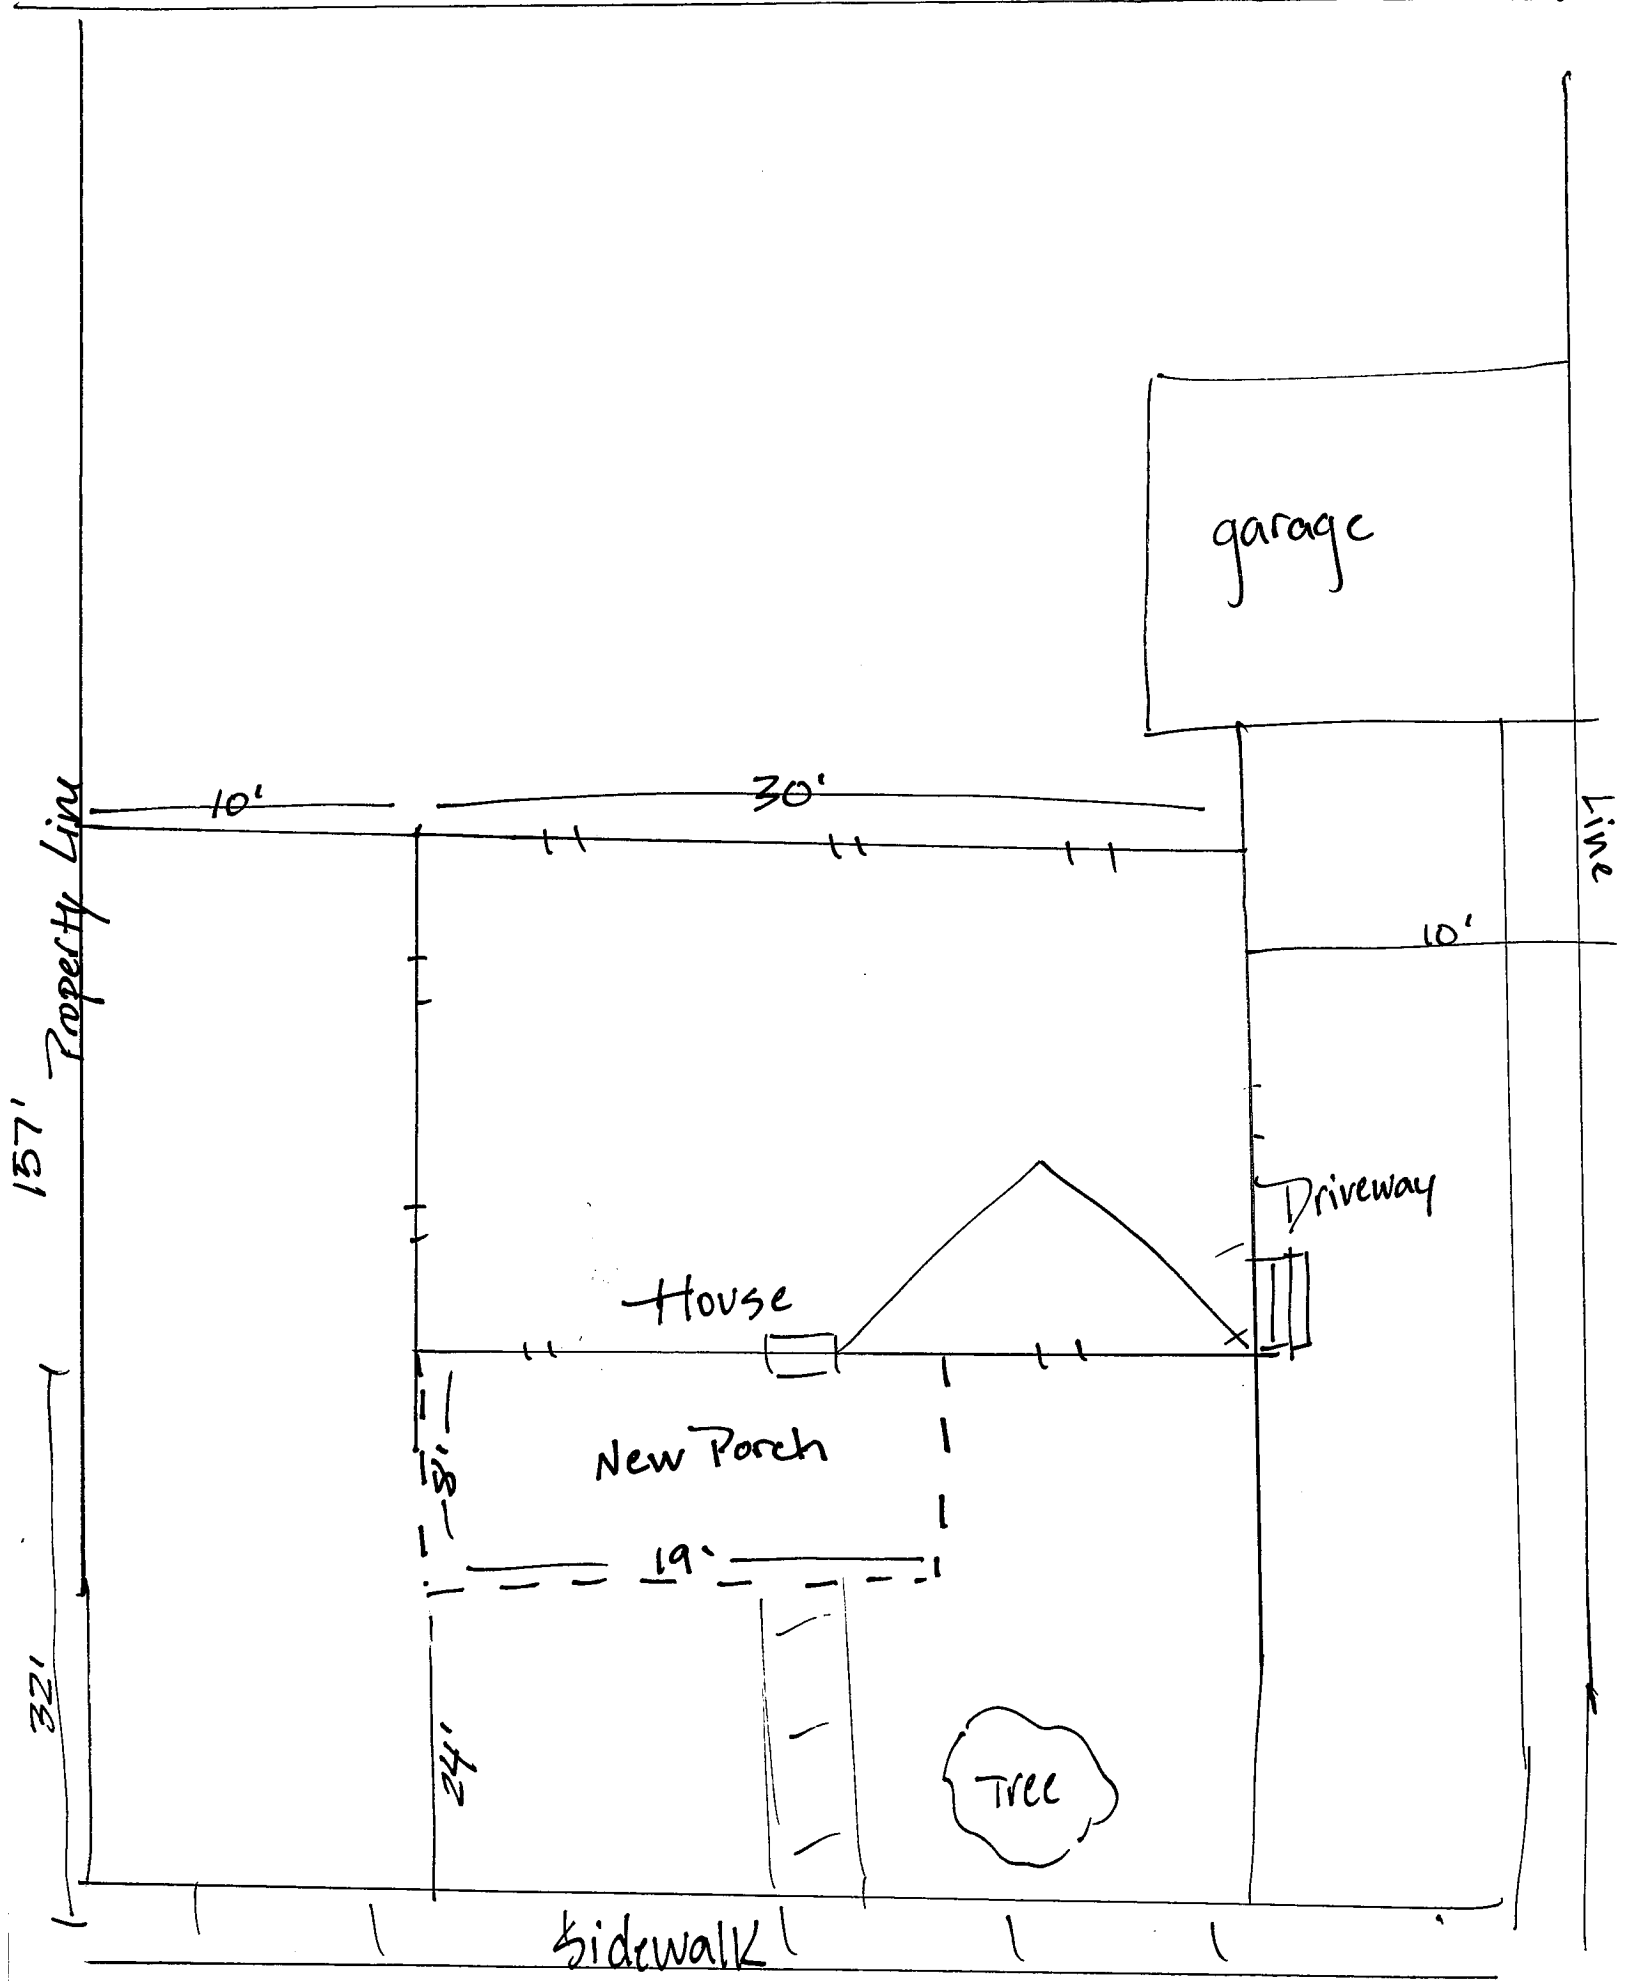 garage
10'
30'
Property Line
Line
10'
157'
Driveway
House
New Porch
8'
19'
32'
24'
Tree
Sidewalk